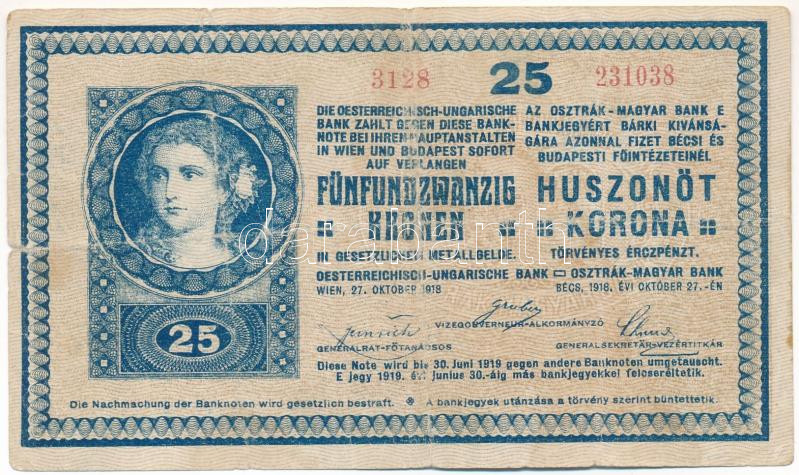 3128 25 231038
DIE OESTERREICHISCH-UNGARISCHE
BANK ZAHLT GEGEN DIESE BANK-
NOTE BEI IHREN HAUPTANSTALTEN
IN WIEN UND BUDAPEST SOFORT
AUF VERLANGEN
FÜNFUNDZWANZIG
KRONEN
IN GESETZLICHEM METALLGELDE.
OESTERREICHISCH-UNGARISCHE BANK
WIEN, 27. OKTOBER 1918
AZ OSZTRÁK-MAGYAR BANK E
BANKJEGYÉRT BÁRKI KIVÁNSÁ-
GÁRA AZONNAL FIZET BÉCSI ÉS
BUDAPESTI FŐINTÉZETEINÉL
HUSZONÖT
KORONA
TÖRVÉNYES ÉRCZPÉNZT.
OSZTRÁK-MAGYAR BANK
BÉCS, 1918. ÉVI OKTÓBER 27.-ÉN
darabanth
Gruber
VIZEGOUVERNEUR-ALKORMÁNYZÓ
GENERALRAT-FŐTANÁCSOS
GENERALSEKRETÄR-VEZÉRTITKÁR
25
Diese Note wird bis 30. Juni 1919 gegen andere Banknoten umgetauscht.
E jegy 1919. évi junius 30.-áig más bankjegyekkel felcseréltetik.
Die Nachmachung der Banknoten wird gesetzlich bestraft. ※ A bankjegyek utánzása a törvény szerint büntettetik.